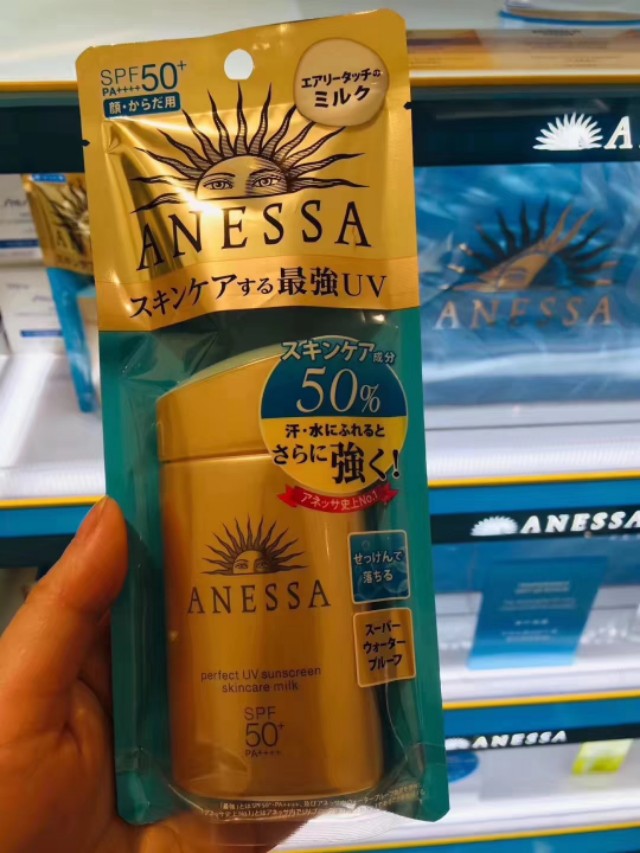 SPF50+
PA++++
顔・からだ用
エアリータッチの
ミルク
ANESSA
スキンケアする最強UV
スキンケア成分
50%
汗・水にふれると
さらに強く!
アネッサ史上No.1
せっけんで
落ちる
スーパー
ウォーター
プルーフ
ANESSA
perfect UV sunscreen
skincare milk
SPF
50+
PA++++
ANESSA
ANESSA
ANESSA